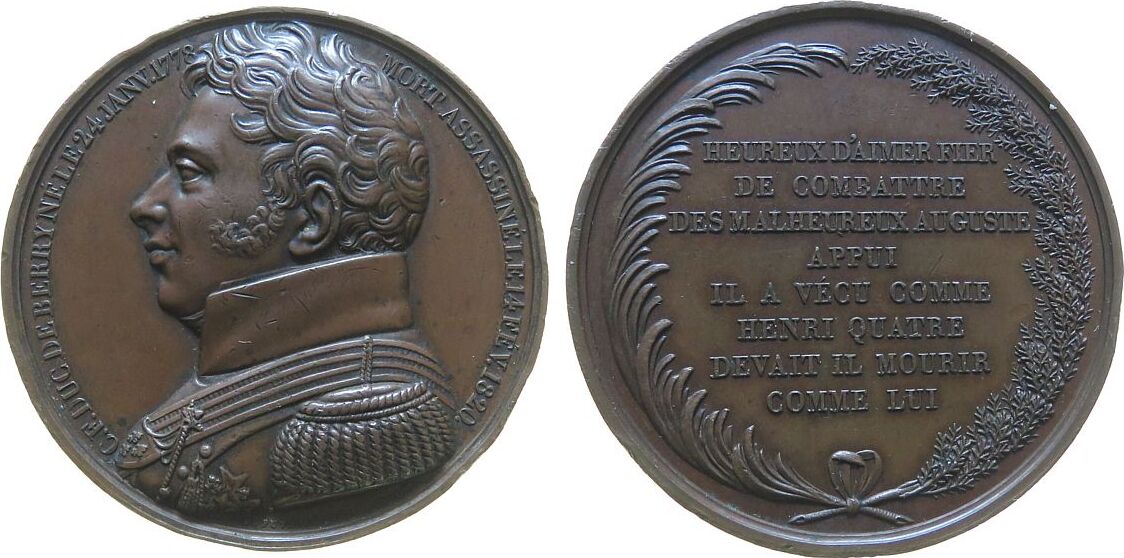 C.F. DUC. DE BERRY NÉ LE 24 JANV. 1778 MORT ASSASSINÉ LE 14 FÉV. 1820.
HEUREUX D'AIMER FIER
DE COMBATTRE
DES MALHEUREUX AUGUSTE
APPUI
IL A VÉCU COMME
HENRI QUATRE
DEVAIT IL MOURIR
COMME LUI